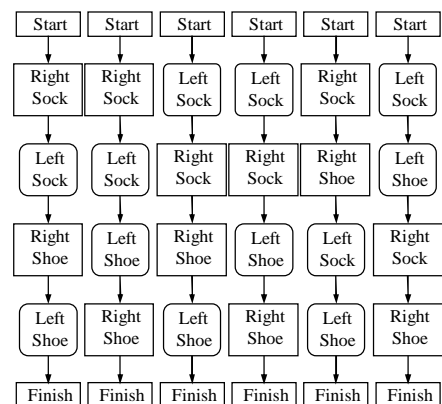 Start Start Start Start Start Start
Right Right Left Left Right Left
Sock Sock Sock Sock Sock Sock
Left Left Right Right Right Left
Sock Sock Sock Sock Shoe Shoe
Right Left Right Left Left Right
Shoe Shoe Shoe Shoe Sock Sock
Left Right Left Right Left Right
Shoe Shoe Shoe Shoe Shoe Shoe
Finish Finish Finish Finish Finish Finish